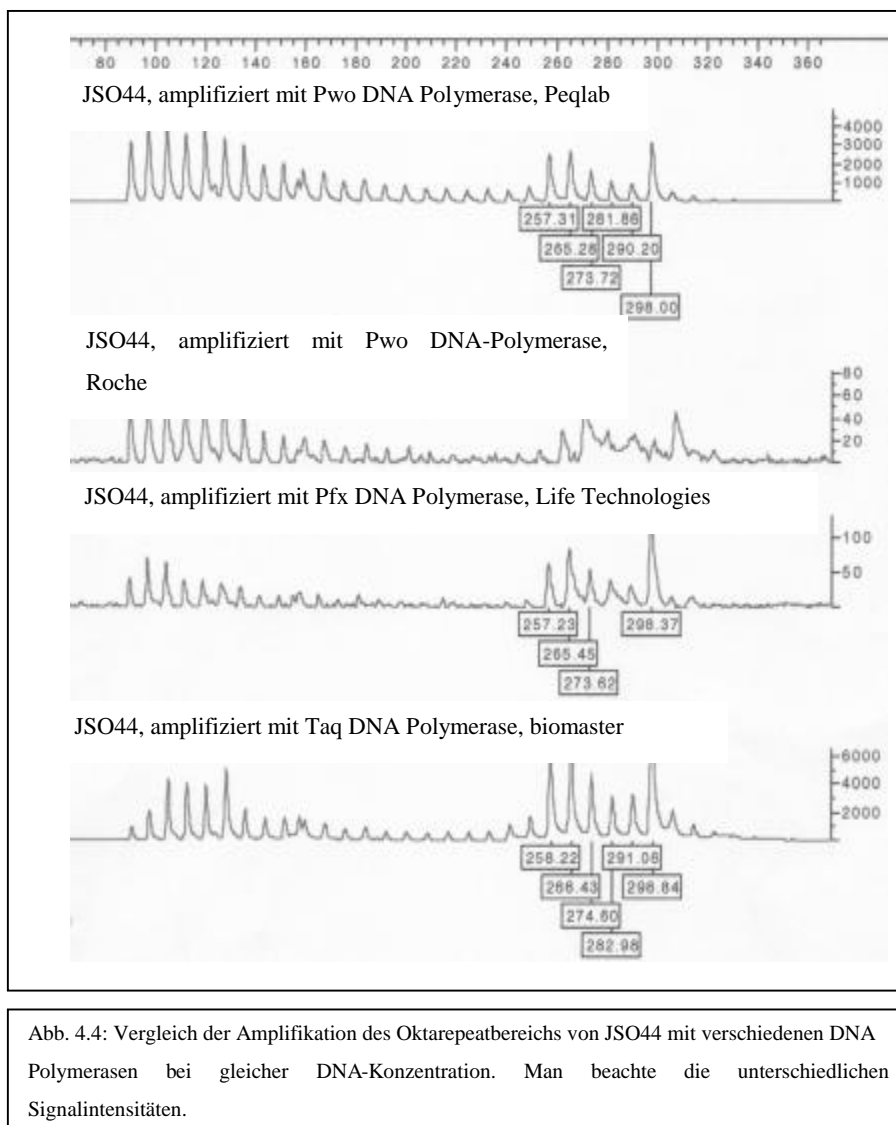 80 100 120 140 160 180 200 220 240 260 280 300 320 340 360
JSO44, amplifiziert mit Pwo DNA Polymerase, Peqlab
4000
3000
2000
1000
257.31 281.86
265.28 290.20
273.72
298.00
JSO44, amplifiziert mit Pwo DNA-Polymerase,
Roche
80
60
40
20
JSO44, amplifiziert mit Pfx DNA Polymerase, Life Technologies
100
50
257.23 298.37
265.45
273.62
JSO44, amplifiziert mit Taq DNA Polymerase, biomaster
6000
4000
2000
258.22 291.06
266.43 298.84
274.60
282.98
Abb. 4.4: Vergleich der Amplifikation des Oktarepeatbereichs von JSO44 mit verschiedenen DNA
Polymerasen bei gleicher DNA-Konzentration. Man beachte die unterschiedlichen
Signalintensitäten.